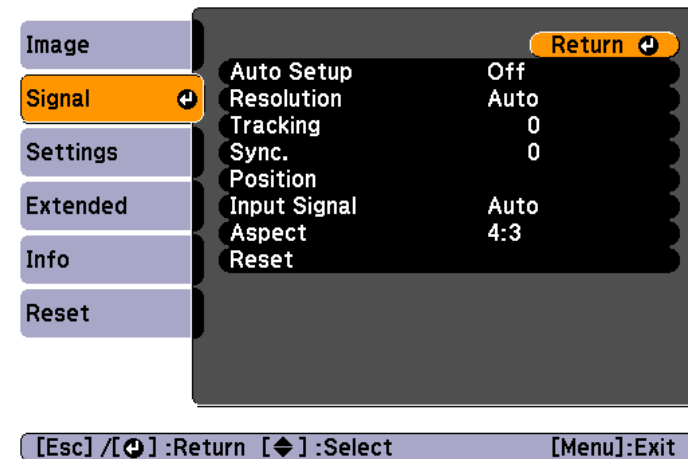 Image
Signal
Settings
Extended
Info
Reset
Return
Auto Setup Off
Resolution Auto
Tracking 0
Sync. 0
Position
Input Signal Auto
Aspect 4:3
Reset
[Esc] /[⏎] :Return [◆] :Select [Menu]:Exit